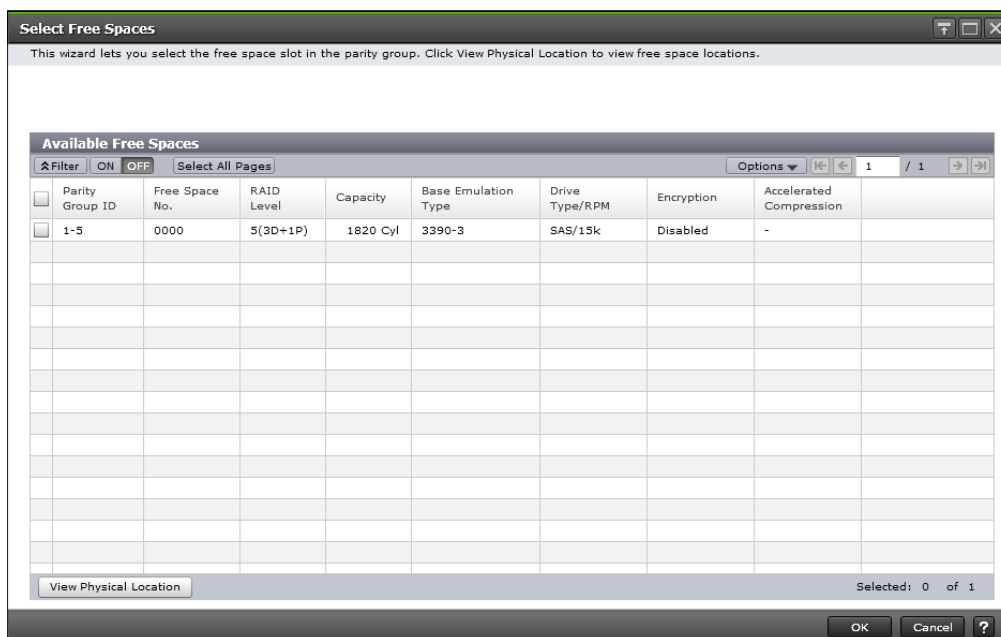 Select Free Spaces
This wizard lets you select the free space slot in the parity group. Click View Physical Location to view free space locations.
Available Free Spaces
Filter ON OFF Select All Pages Options 1 / 1
Parity Group ID Free Space No. RAID Level Capacity Base Emulation Type Drive Type/RPM Encryption Accelerated Compression
1-5 0000 5(3D+1P) 1820 Cyl 3390-3 SAS/15k Disabled -
View Physical Location Selected: 0 of 1
OK Cancel ?